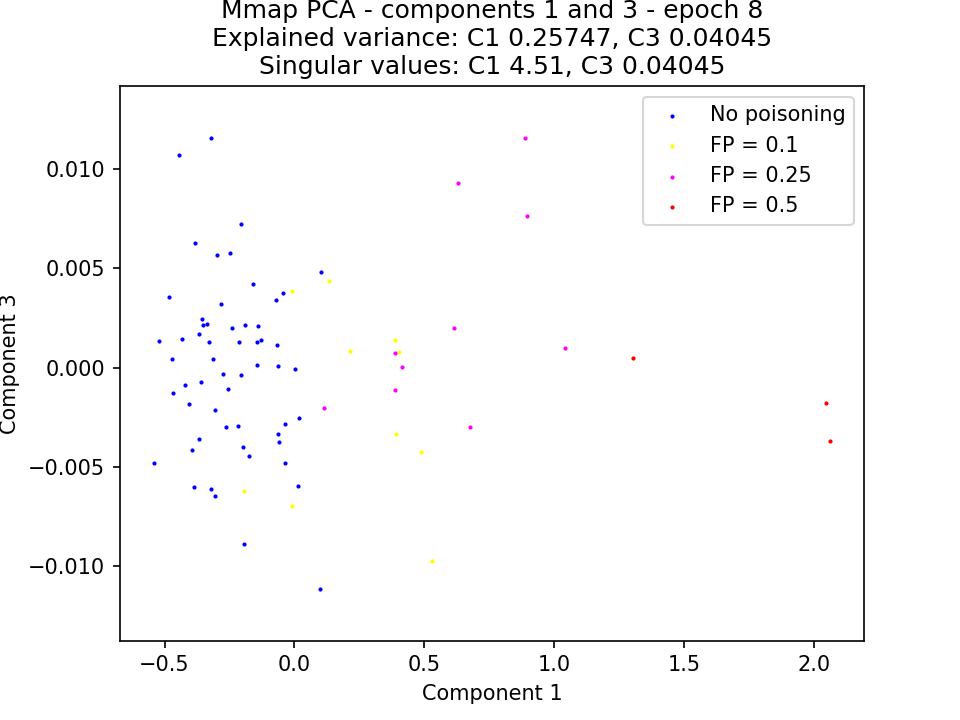 Mmap PCA - components 1 and 3 - epoch 8
Explained variance: C1 0.25747, C3 0.04045
Singular values: C1 4.51, C3 0.04045
No poisoning
FP = 0.1
FP = 0.25
FP = 0.5
0.010
0.005
0.000
−0.005
−0.010
Component 3
−0.5
0.0
0.5
1.0
1.5
2.0
Component 1